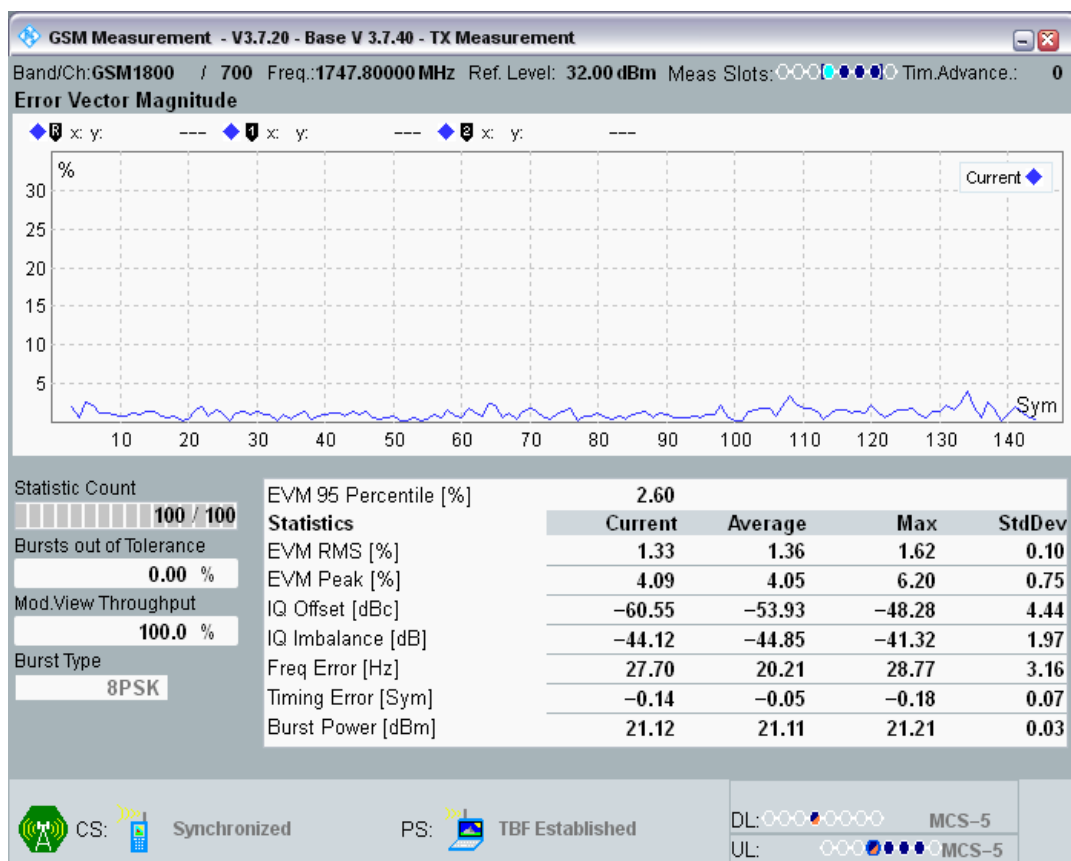 GSM Measurement - V3.7.20 - Base V 3.7.40 - TX Measurement
Band/Ch:GSM1800 / 700 Freq.:1747.80000 MHz Ref. Level: 32.00 dBm Meas Slots: Tim.Advance.: 0
Error Vector Magnitude
R x: y: --- 1 x: y: --- 2 x: y: ---
%
Current
30
25
20
15
10
5
Sym
10 20 30 40 50 60 70 80 90 100 110 120 130 140
Statistic Count
100 / 100
Bursts out of Tolerance
0.00 %
Mod.View Throughput
100.0 %
Burst Type
8PSK
EVM 95 Percentile [%] 2.60
Statistics Current Average Max StdDev
EVM RMS [%] 1.33 1.36 1.62 0.10
EVM Peak [%] 4.09 4.05 6.20 0.75
IQ Offset [dBc] −60.55 −53.93 −48.28 4.44
IQ Imbalance [dB] −44.12 −44.85 −41.32 1.97
Freq Error [Hz] 27.70 20.21 28.77 3.16
Timing Error [Sym] −0.14 −0.05 −0.18 0.07
Burst Power [dBm] 21.12 21.11 21.21 0.03
CS: Synchronized PS: TBF Established
DL: MCS−5
UL: MCS−5